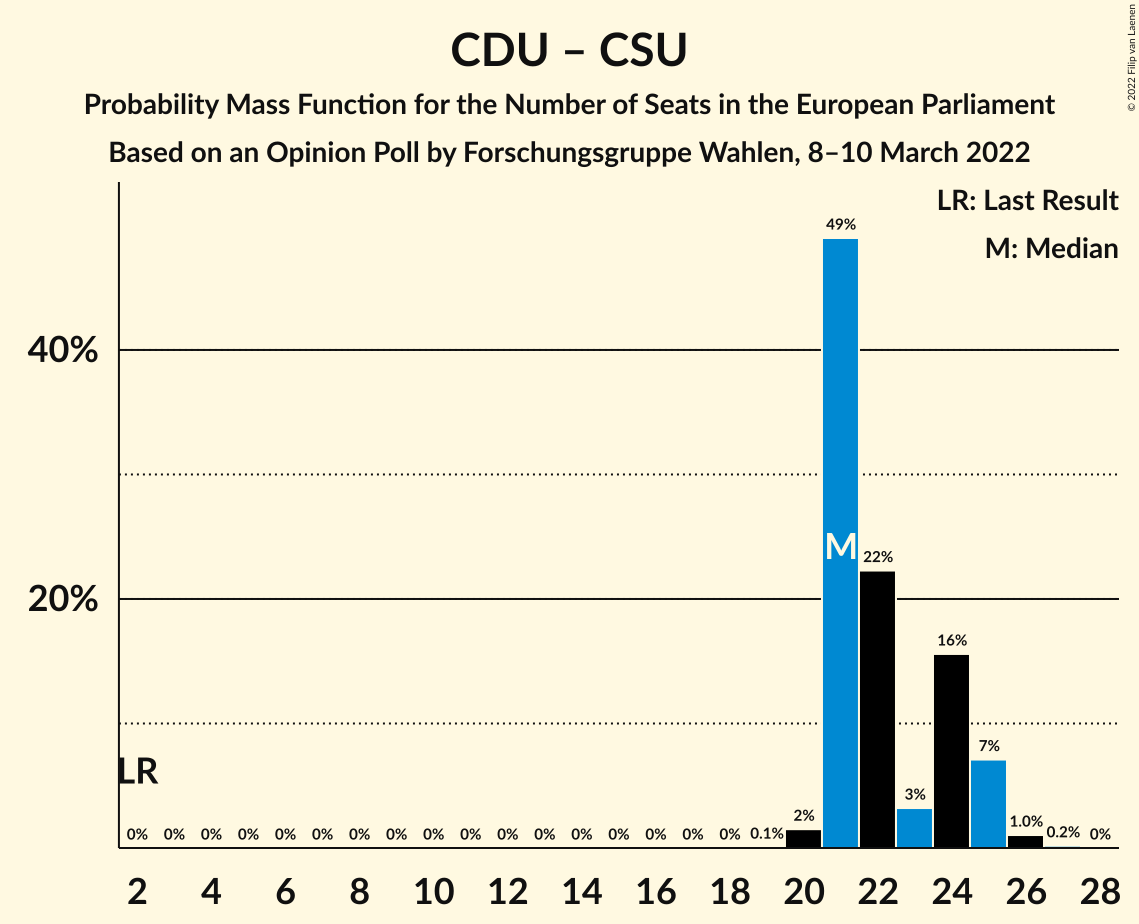 CDU – CSU
Probability Mass Function for the Number of Seats in the European Parliament
Based on an Opinion Poll by Forschungsgruppe Wahlen, 8–10 March 2022
© 2022 Filip van Laenen
LR: Last Result
M: Median
49%
40%
M
22%
20%
16%
7%
LR
3%
2%
1.0%
0% 0% 0% 0% 0% 0% 0% 0% 0% 0% 0% 0% 0% 0% 0% 0% 0% 0.1% 0.2% 0%
2 4 6 8 10 12 14 16 18 20 22 24 26 28